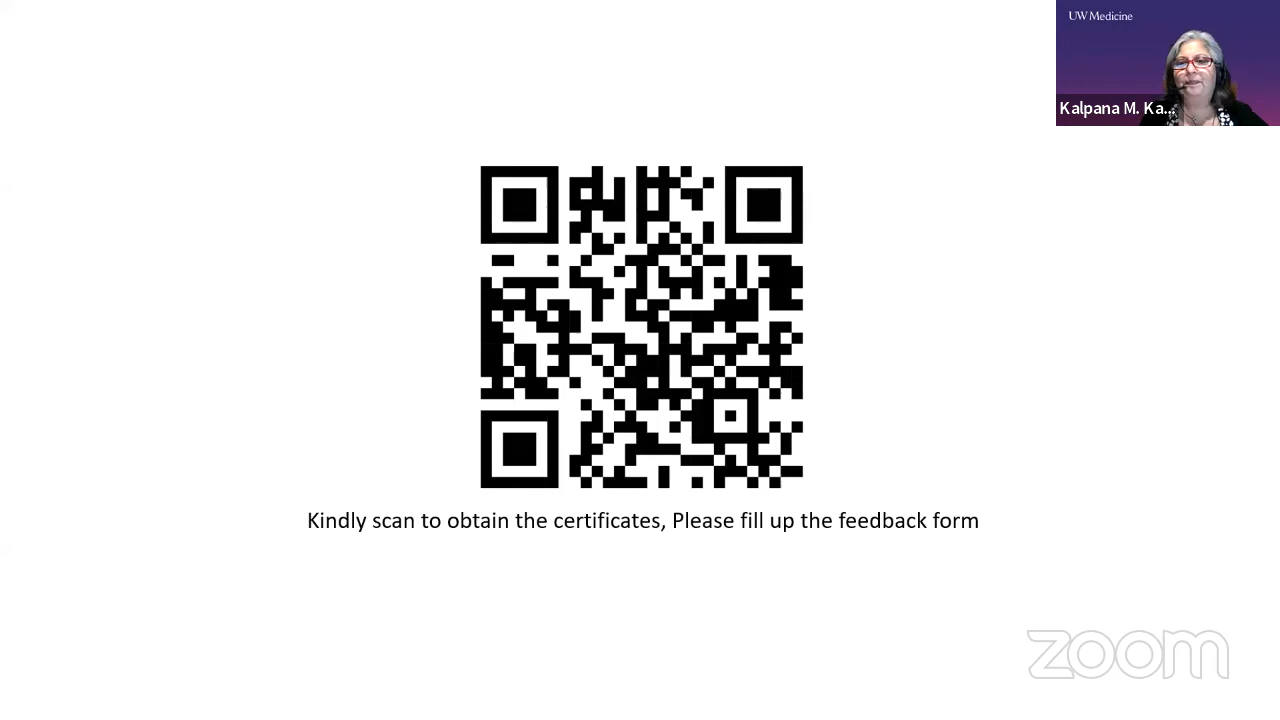 UW Medicine
Kalpana M. Ka...
Kindly scan to obtain the certificates, Please fill up the feedback form
zoom